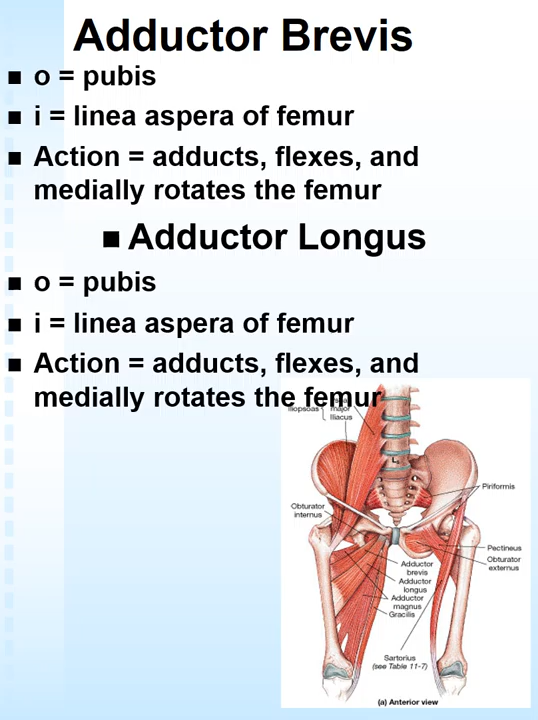 Adductor Brevis
■ o = pubis
■ i = linea aspera of femur
■ Action = adducts, flexes, and
medially rotates the femur
■ Adductor Longus
■ o = pubis
■ i = linea aspera of femur
■ Action = adducts, flexes, and
medially rotates the femur
Iliopsoas
major
Iliacus
L
Piriformis
Obturator
internus
Pectineus
Obturator
externus
Adductor
brevis
Adductor
longus
Adductor
magnus
Gracilis
Sartorius
(see Table 11-7)
(a) Anterior view